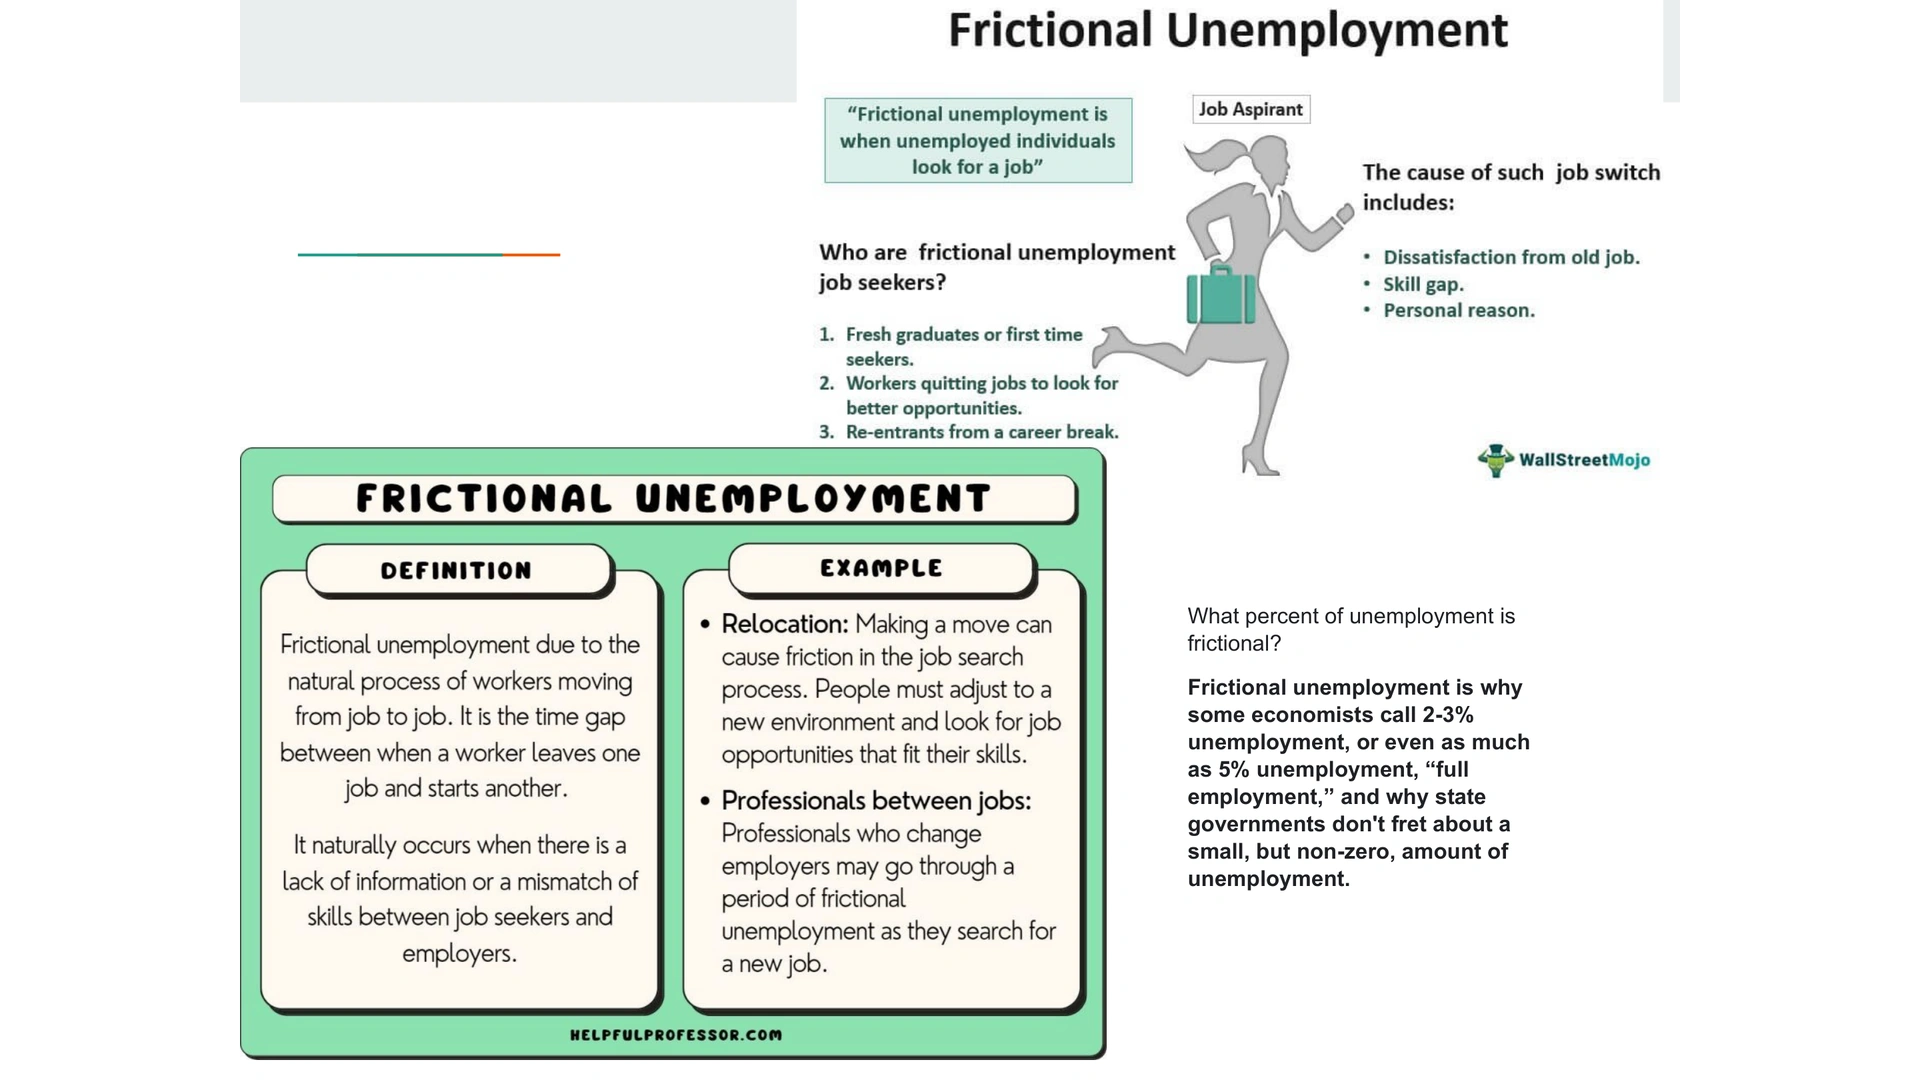 Frictional Unemployment
“Frictional unemployment is
when unemployed individuals
look for a job”
Job Aspirant
The cause of such job switch
includes:
• Dissatisfaction from old job.
• Skill gap.
• Personal reason.
Who are frictional unemployment
job seekers?
1. Fresh graduates or first time
seekers.
2. Workers quitting jobs to look for
better opportunities.
3. Re-entrants from a career break.
WallStreetMojo
FRICTIONAL UNEMPLOYMENT
DEFINITION
Frictional unemployment due to the
natural process of workers moving
from job to job. It is the time gap
between when a worker leaves one
job and starts another.
It naturally occurs when there is a
lack of information or a mismatch of
skills between job seekers and
employers.
EXAMPLE
• Relocation: Making a move can
cause friction in the job search
process. People must adjust to a
new environment and look for job
opportunities that fit their skills.
• Professionals between jobs:
Professionals who change
employers may go through a
period of frictional
unemployment as they search for
a new job.
HELPFULPROFESSOR.COM
What percent of unemployment is
frictional?
Frictional unemployment is why
some economists call 2-3%
unemployment, or even as much
as 5% unemployment, “full
employment,” and why state
governments don't fret about a
small, but non-zero, amount of
unemployment.